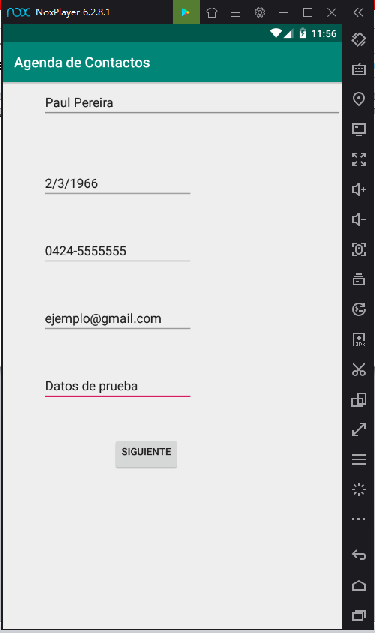 nox NoxPlayer 6.2.8.1
11:56
Agenda de Contactos
Paul Pereira
2/3/1966
0424-5555555
ejemplo@gmail.com
Datos de prueba
SIGUIENTE